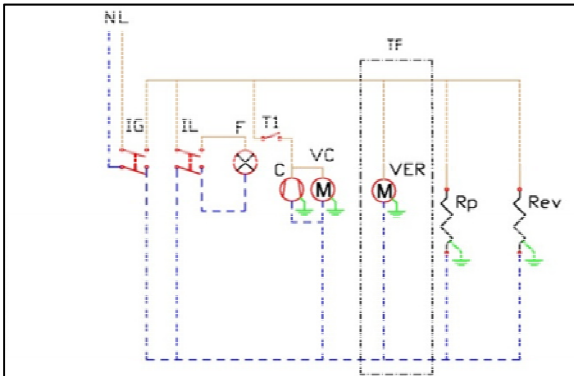 NL
TF
IG IL F T1
VC
C M M VER M
Rp Rev